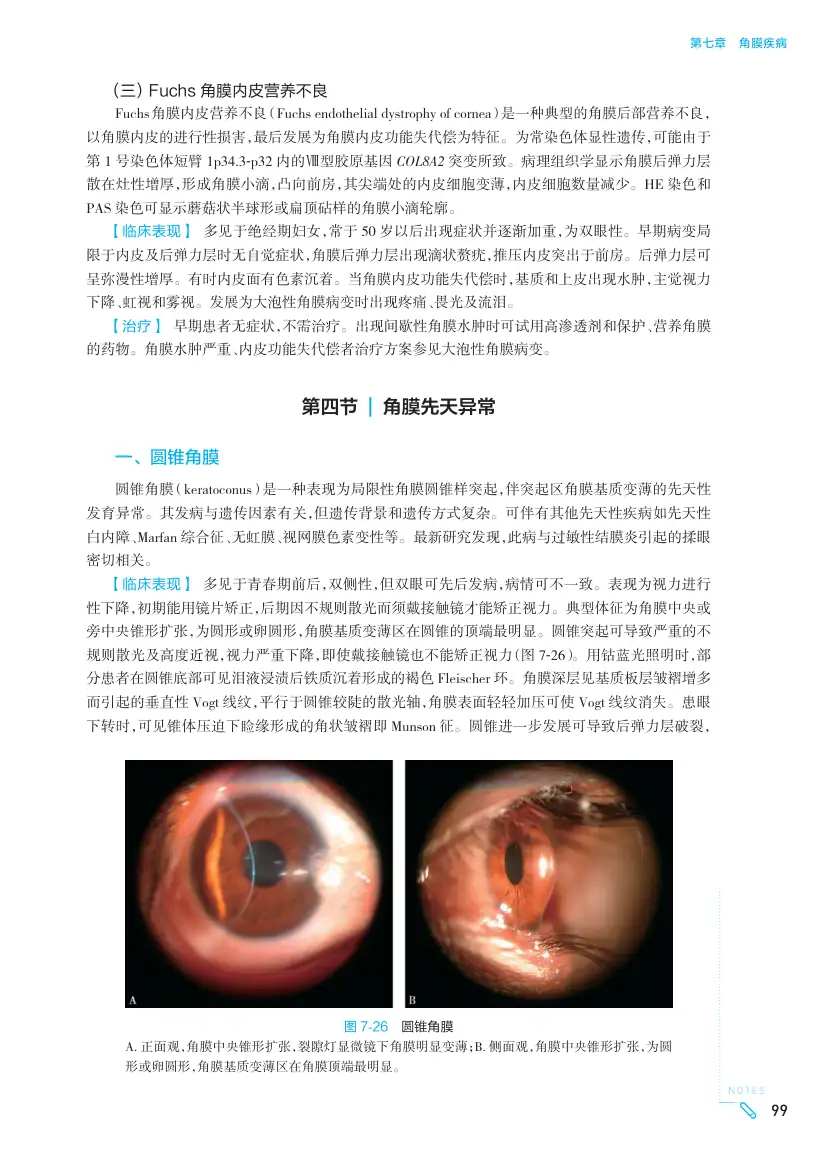 第七章 角膜疾病
（三）Fuchs 角膜内皮营养不良
Fuchs角膜内皮营养不良（Fuchs endothelial dystrophy of cornea）是一种典型的角膜后部营养不良，
以角膜内皮的进行性损害，最后发展为角膜内皮功能失代偿为特征。为常染色体显性遗传，可能由于
第 1 号染色体短臂 1p34.3-p32 内的Ⅷ型胶原基因 COL8A2 突变所致。病理组织学显示角膜后弹力层
散在灶性增厚，形成角膜小滴，凸向前房，其尖端处的内皮细胞变薄，内皮细胞数量减少。HE 染色和
PAS 染色可显示蘑菇状半球形或扁顶砧样的角膜小滴轮廓。
【临床表现】 多见于绝经期妇女，常于 50 岁以后出现症状并逐渐加重，为双眼性。早期病变局
限于内皮及后弹力层时无自觉症状，角膜后弹力层出现滴状赘疣，推压内皮突出于前房。后弹力层可
呈弥漫性增厚。有时内皮面有色素沉着。当角膜内皮功能失代偿时，基质和上皮出现水肿，主觉视力
下降、虹视和雾视。发展为大泡性角膜病变时出现疼痛、畏光及流泪。
【治疗】 早期患者无症状，不需治疗。出现间歇性角膜水肿时可试用高渗透剂和保护、营养角膜
的药物。角膜水肿严重、内皮功能失代偿者治疗方案参见大泡性角膜病变。
第四节 | 角膜先天异常
一、圆锥角膜
圆锥角膜（keratoconus）是一种表现为局限性角膜圆锥样突起，伴突起区角膜基质变薄的先天性
发育异常。其发病与遗传因素有关，但遗传背景和遗传方式复杂。可伴有其他先天性疾病如先天性
白内障、Marfan 综合征、无虹膜、视网膜色素变性等。最新研究发现，此病与过敏性结膜炎引起的揉眼
密切相关。
【临床表现】 多见于青春期前后，双侧性，但双眼可先后发病，病情可不一致。表现为视力进行
性下降，初期能用镜片矫正，后期因不规则散光而须戴接触镜才能矫正视力。典型体征为角膜中央或
旁中央锥形扩张，为圆形或卵圆形，角膜基质变薄区在圆锥的顶端最明显。圆锥突起可导致严重的不
规则散光及高度近视，视力严重下降，即使戴接触镜也不能矫正视力（图 7-26）。用钴蓝光照明时，部
分患者在圆锥底部可见泪液浸渍后铁质沉着形成的褐色 Fleischer 环。角膜深层见基质板层皱褶增多
而引起的垂直性 Vogt 线纹，平行于圆锥较陡的散光轴，角膜表面轻轻加压可使 Vogt 线纹消失。患眼
下转时，可见锥体压迫下睑缘形成的角状皱褶即 Munson 征。圆锥进一步发展可导致后弹力层破裂，
A
B
图 7-26 圆锥角膜
A. 正面观，角膜中央锥形扩张，裂隙灯显微镜下角膜明显变薄；B. 侧面观，角膜中央锥形扩张，为圆
形或卵圆形，角膜基质变薄区在角膜顶端最明显。
NOTES
99